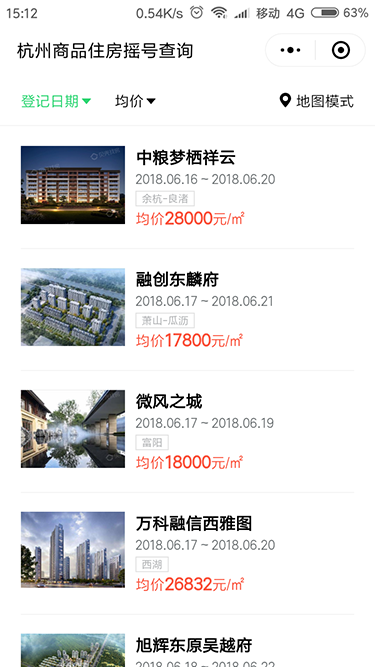 15:12 0.54K/s 移动 4G 63%
杭州商品住房摇号查询
登记日期 均价 地图模式
中粮梦栖祥云
2018.06.16 ~ 2018.06.20
余杭-良渚
均价28000元/㎡
融创东麟府
2018.06.17 ~ 2018.06.21
萧山-瓜沥
均价17800元/㎡
微风之城
2018.06.17 ~ 2018.06.19
富阳
均价18000元/㎡
万科融信西雅图
2018.06.17 ~ 2018.06.20
西湖
均价26832元/㎡
旭辉东原吴越府
2018.06.18 ~ 2018.06.22